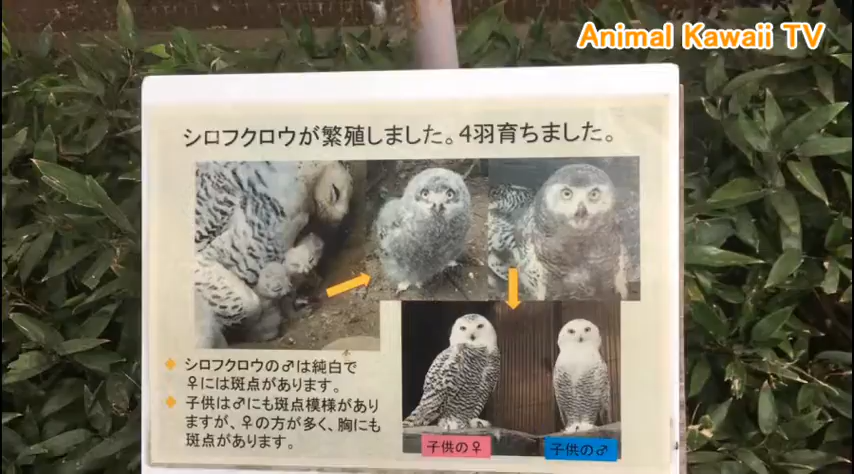 Animal Kawaii TV
シロフクロウが繁殖しました。4羽育ちました。
シロフクロウの♂は純白で
♀には斑点があります。
子供は♂にも斑点模様があり
ますが、♀の方が多く、胸にも
斑点があります。
子供の♀
子供の♂